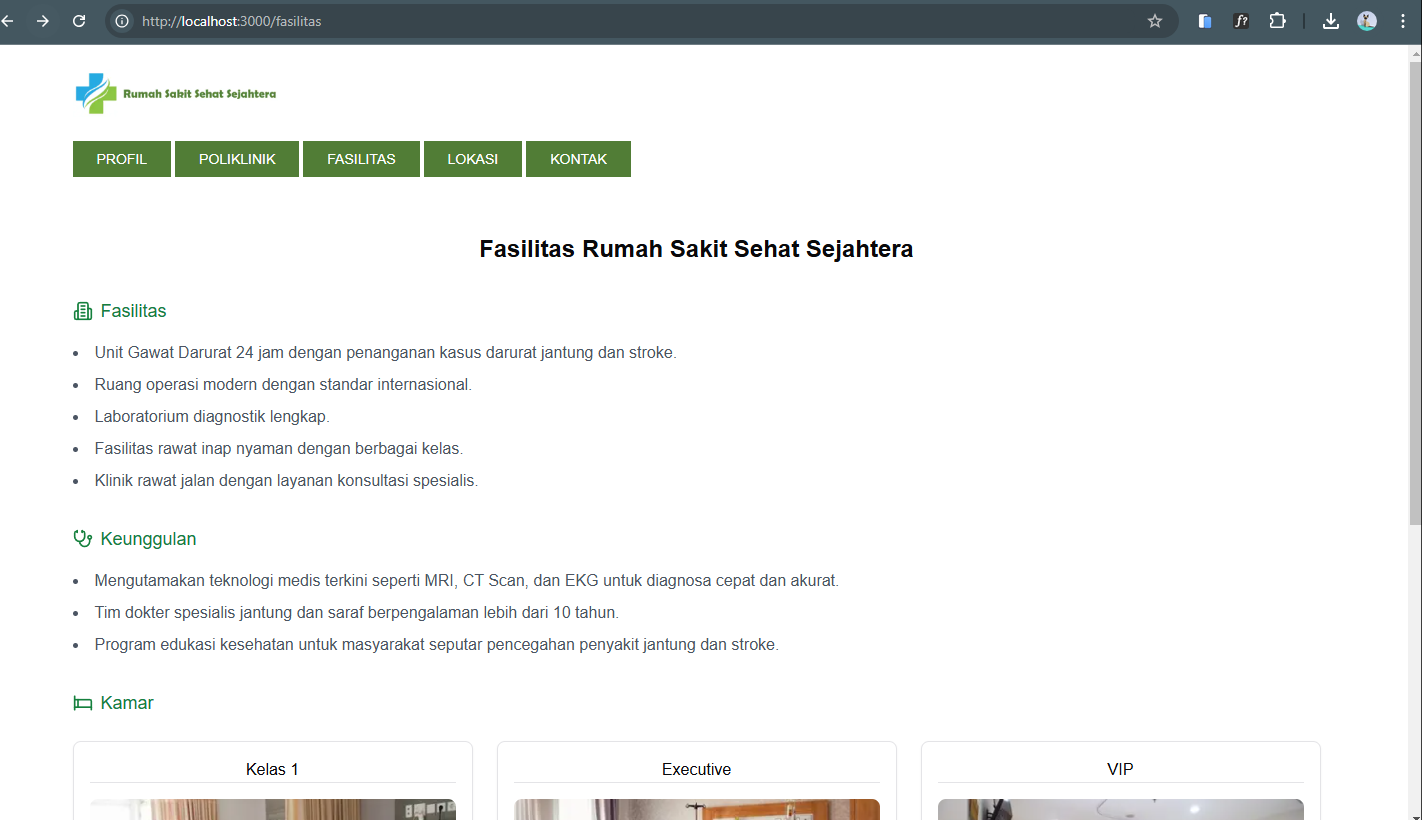 http://localhost:3000/fasilitas
f?
Rumah Sakit Sehat Sejahtera
PROFIL POLIKLINIK FASILITAS LOKASI KONTAK
Fasilitas Rumah Sakit Sehat Sejahtera
Fasilitas
• Unit Gawat Darurat 24 jam dengan penanganan kasus darurat jantung dan stroke.
• Ruang operasi modern dengan standar internasional.
• Laboratorium diagnostik lengkap.
• Fasilitas rawat inap nyaman dengan berbagai kelas.
• Klinik rawat jalan dengan layanan konsultasi spesialis.
Keunggulan
• Mengutamakan teknologi medis terkini seperti MRI, CT Scan, dan EKG untuk diagnosa cepat dan akurat.
• Tim dokter spesialis jantung dan saraf berpengalaman lebih dari 10 tahun.
• Program edukasi kesehatan untuk masyarakat seputar pencegahan penyakit jantung dan stroke.
Kamar
Kelas 1 Executive VIP